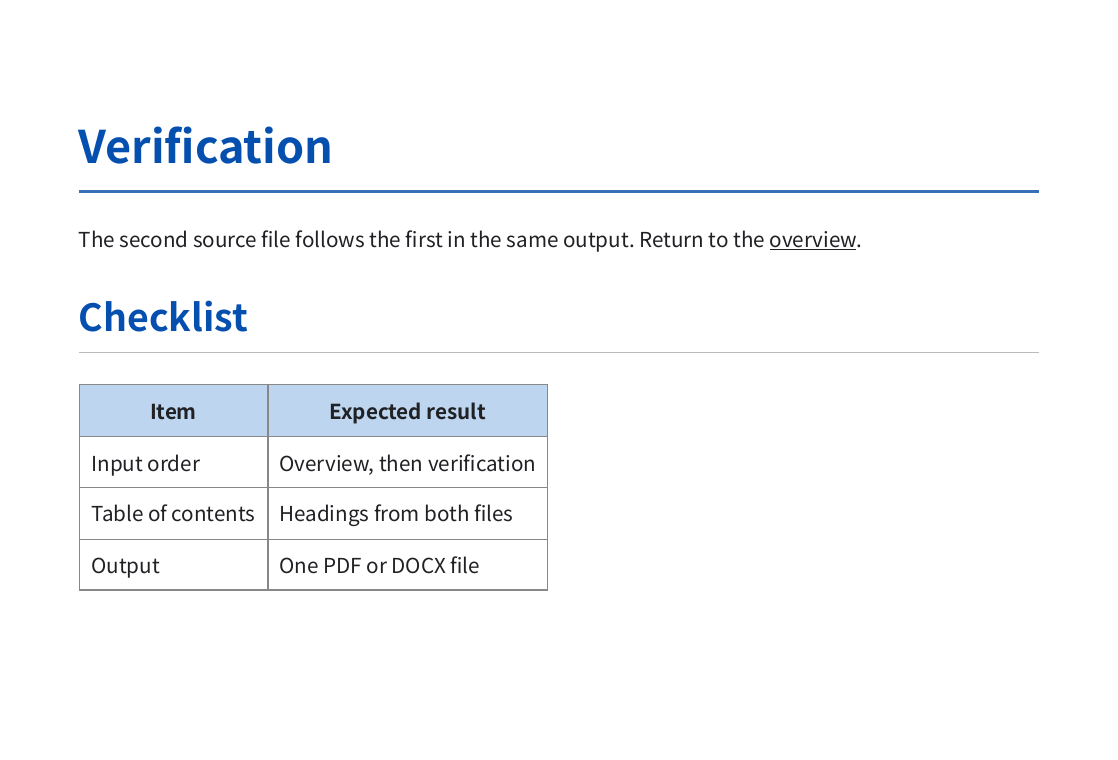 Verification
The second source file follows the first in the same output. Return to the overview.
Checklist
Item Expected result
Input order Overview, then verification
Table of contents Headings from both files
Output One PDF or DOCX file